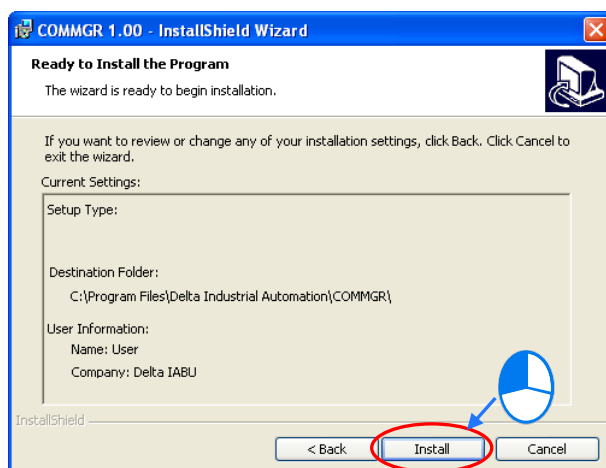 COMMGR 1.00 - InstallShield Wizard
Ready to Install the Program
The wizard is ready to begin installation.
If you want to review or change any of your installation settings, click Back. Click Cancel to
exit the wizard.
Current Settings:
Setup Type:
Destination Folder:
C:\Program Files\Delta Industrial Automation\COMMGR\
User Information:
Name: User
Company: Delta IABU
InstallShield
< Back Install Cancel